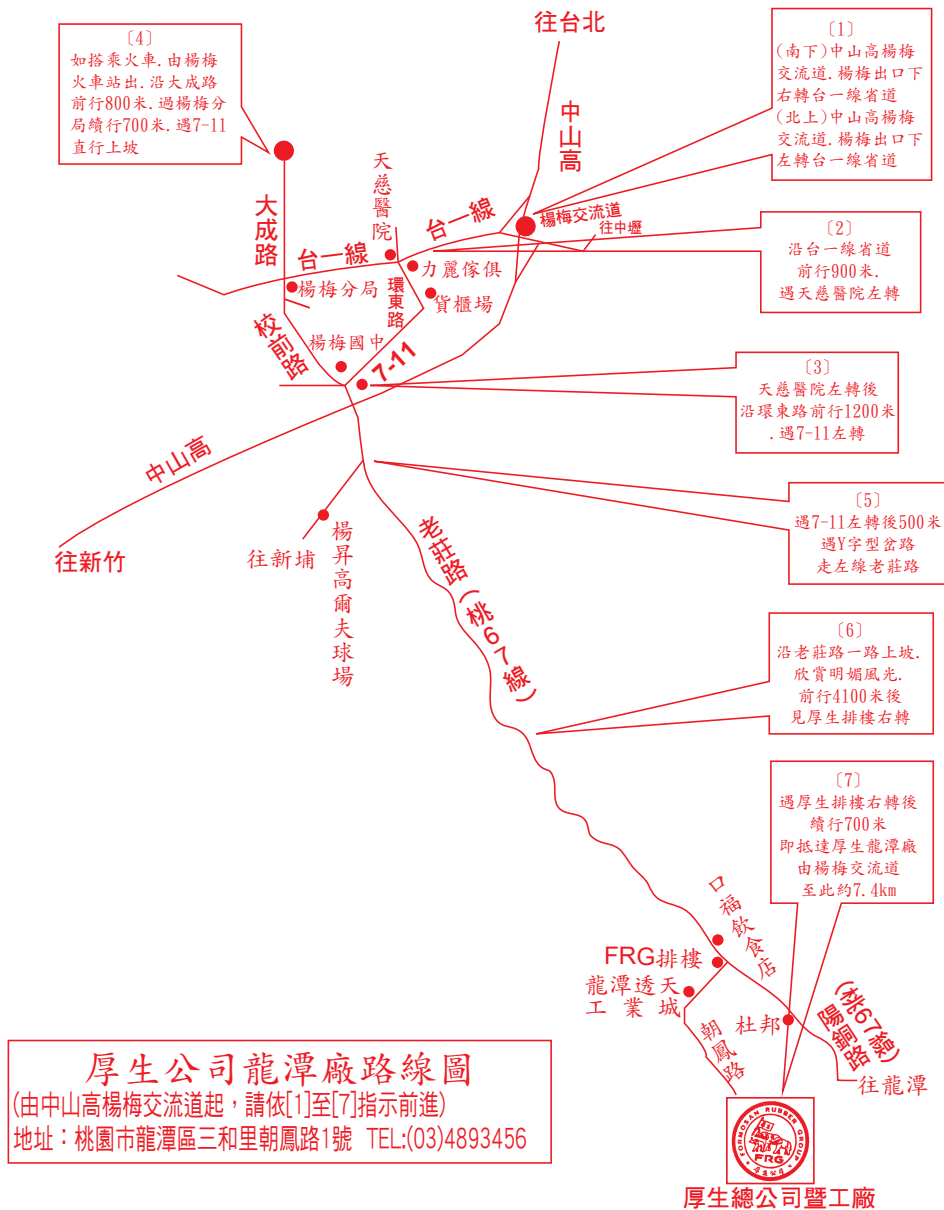 往台北
〔4〕
如搭乘火車.由楊梅
火車站出.沿大成路
前行800米.過楊梅分
局續行700米.遇7-11
直行上坡
〔1〕
(南下)中山高楊梅
交流道.楊梅出口下
右轉台一線省道
(北上)中山高楊梅
交流道.楊梅出口下
左轉台一線省道
中山高
天慈醫院
大成路
台一線
楊梅交流道
往中壢
〔2〕
沿台一線省道
前行900米.
遇天慈醫院左轉
台一線
力麗傢俱
楊梅分局
環東路
貨櫃場
校前路
楊梅國中
7-11
〔3〕
天慈醫院左轉後
沿環東路前行1200米
.遇7-11左轉
中山高
往新竹
〔5〕
遇7-11左轉後500米
遇Y字型岔路
走左線老莊路
往新埔
楊昇高爾夫球場
老莊路(桃67線)
〔6〕
沿老莊路一路上坡.
欣賞明媚風光.
前行4100米後
見厚生排樓右轉
〔7〕
遇厚生排樓右轉後
續行700米
即抵達厚生龍潭廠
由楊梅交流道
至此約7.4km
口福飲食店
FRG排樓
龍潭透天
工業城
朝鳳路
杜邦
(桃67線)
陽銅路
往龍潭
厚生公司龍潭廠路線圖
(由中山高楊梅交流道起，請依[1]至[7]指示前進)
地址：桃園市龍潭區三和里朝鳳路1號 TEL:(03)4893456
FORMOSAN RUBBER GROUP
FRG
厚生公司
厚生總公司暨工廠